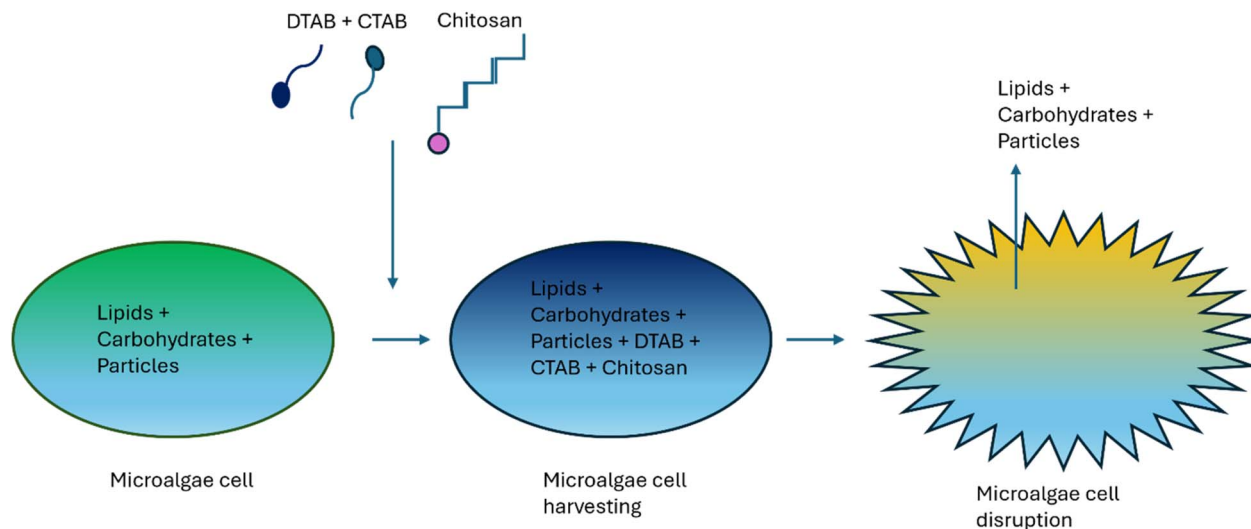 DTAB + CTAB
Chitosan
Lipids +
Carbohydrates +
Particles
Lipids +
Carbohydrates +
Particles
Lipids +
Carbohydrates +
Particles + DTAB +
CTAB + Chitosan
Microalgae cell
Microalgae cell
harvesting
Microalgae cell
disruption